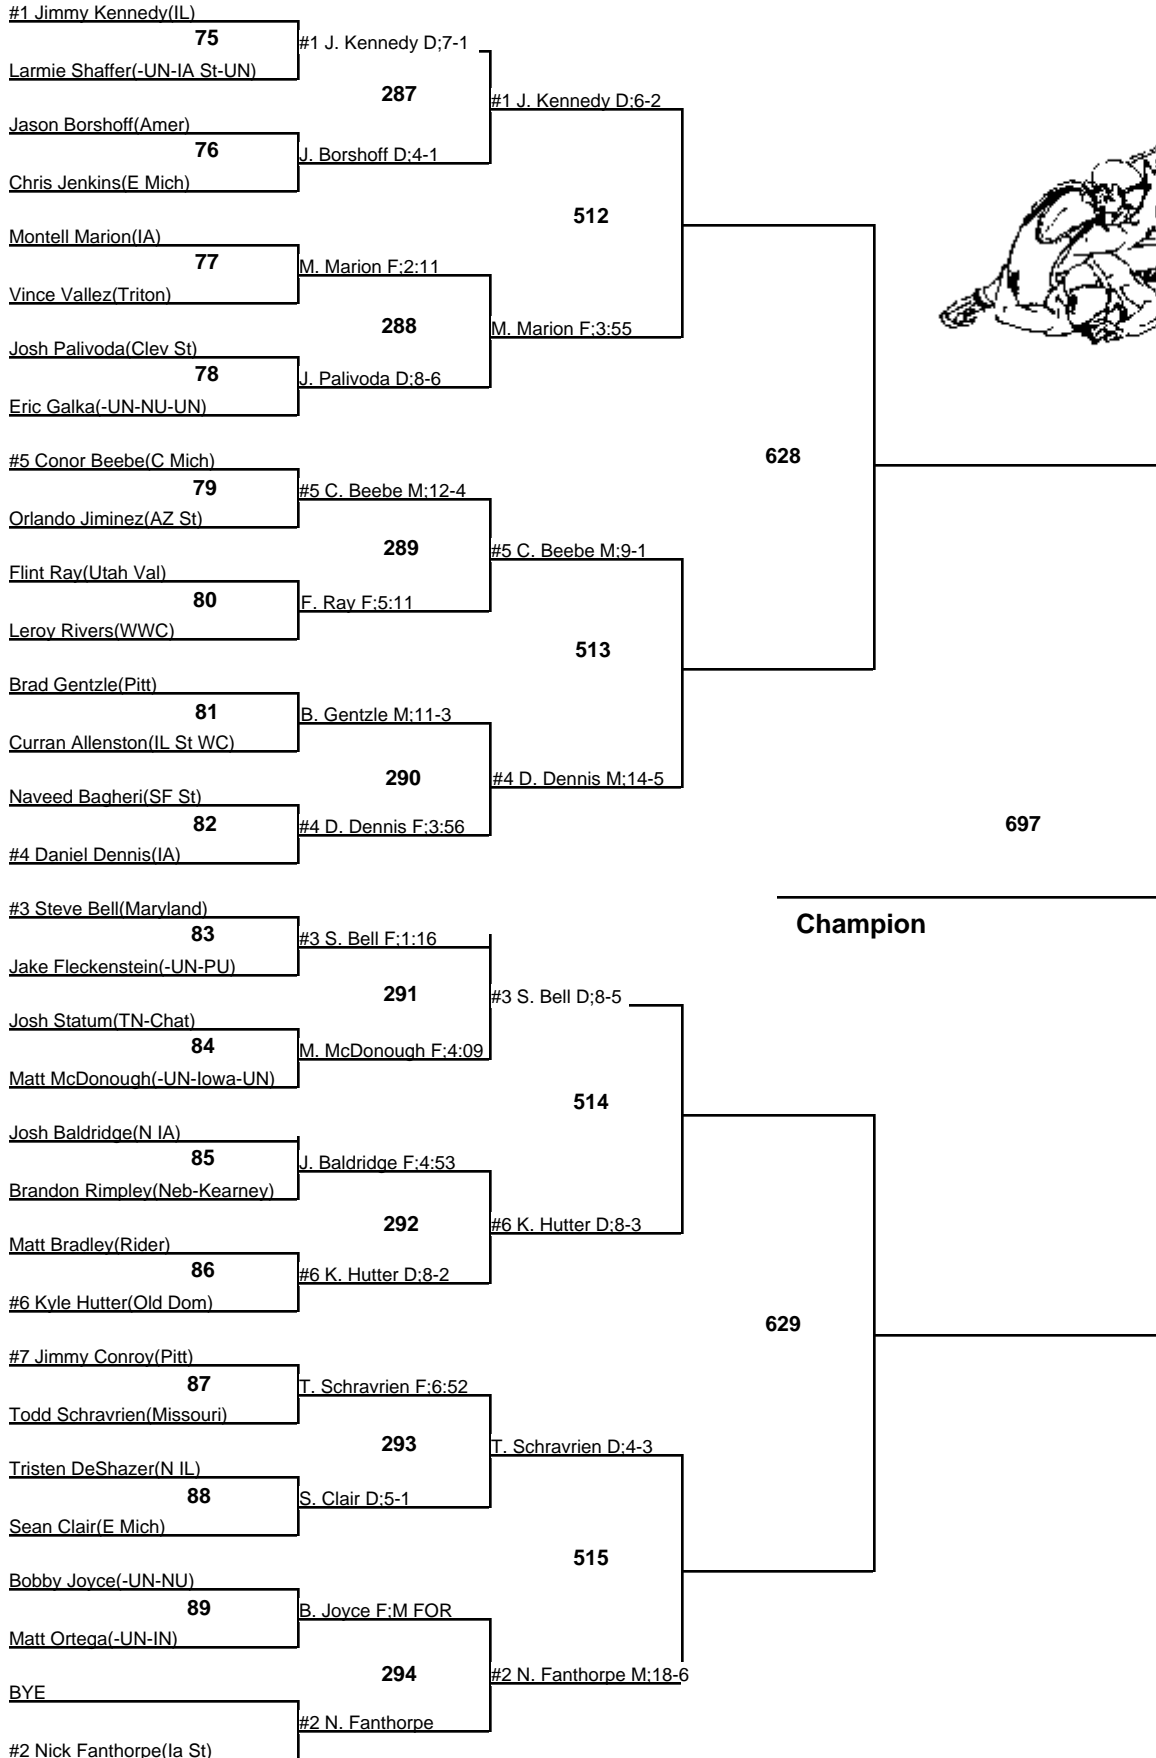 #1 Jimmy Kennedy(IL)
75
#1 J. Kennedy D;7-1
Larmie Shaffer(-UN-IA St-UN)
287
#1 J. Kennedy D;6-2
Jason Borshoff(Amer)
76
J. Borshoff D;4-1
Chris Jenkins(E Mich)
512
Montell Marion(IA)
77
M. Marion F;2:11
Vince Vallez(Triton)
288
M. Marion F;3:55
Josh Palivoda(Clev St)
78
J. Palivoda D;8-6
Eric Galka(-UN-NU-UN)
628
#5 Conor Beebe(C Mich)
79
#5 C. Beebe M;12-4
Orlando Jiminez(AZ St)
289
#5 C. Beebe M;9-1
Flint Ray(Utah Val)
80
F. Ray F;5:11
Leroy Rivers(WWC)
513
Brad Gentzle(Pitt)
81
B. Gentzle M;11-3
Curran Allenston(IL St WC)
290
#4 D. Dennis M;14-5
Naveed Bagheri(SF St)
82
#4 D. Dennis F;3:56
697
#4 Daniel Dennis(IA)
#3 Steve Bell(Maryland)
Champion
83
#3 S. Bell F;1:16
Jake Fleckenstein(-UN-PU)
291
#3 S. Bell D;8-5
Josh Statum(TN-Chat)
84
M. McDonough F;4:09
Matt McDonough(-UN-Iowa-UN)
514
Josh Baldridge(N IA)
85
J. Baldridge F;4:53
Brandon Rimpley(Neb-Kearney)
292
#6 K. Hutter D;8-3
Matt Bradley(Rider)
86
#6 K. Hutter D;8-2
#6 Kyle Hutter(Old Dom)
629
#7 Jimmy Conroy(Pitt)
87
T. Schravrien F;6:52
Todd Schravrien(Missouri)
293
T. Schravrien D;4-3
Tristen DeShazer(N IL)
88
S. Clair D;5-1
Sean Clair(E Mich)
515
Bobby Joyce(-UN-NU)
89
B. Joyce F;M FOR
Matt Ortega(-UN-IN)
294
#2 N. Fanthorpe M;18-6
BYE
#2 N. Fanthorpe
#2 Nick Fanthorpe(Ia St)